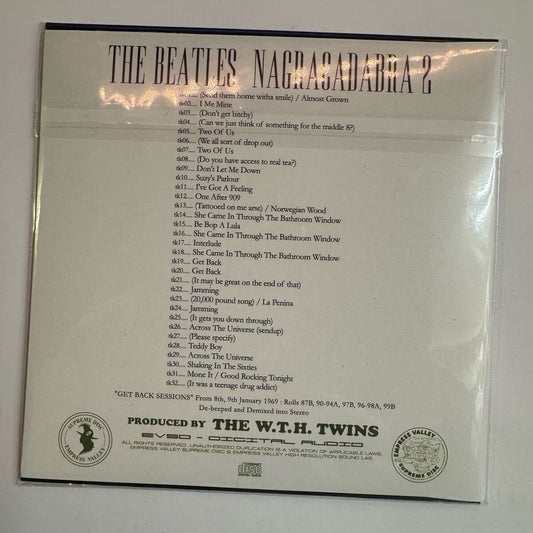 THE BEATLES NAGRACADABRA 2
tk01.... (Send them home witha smile) / Almost Grown
tk02.... I Me Mine
tk03.... (Don't get bitchy)
tk04.... (Can we just think of something for the middle 8?)
tk05.... Two Of Us
tk06.... (We all sort of drop out)
tk07.... Two Of Us
tk08.... (Do you have access to real tea?)
tk09.... Don't Let Me Down
tk10.... Suzy's Parlour
tk11.... I've Got A Feeling
tk12.... One After 909
tk13.... (Tattooed on me arse) / Norwegian Wood
tk14.... She Came In Through The Bathroom Window
tk15.... Be Bop A Lula
tk16.... She Came In Through The Bathroom Window
tk17.... Interlude
tk18.... She Came In Through The Bathroom Window
tk19.... Get Back
tk20.... Get Back
tk21.... (It may be great on the end of that)
tk22.... Jamming
tk23.... (20,000 pound song) / La Penina
tk24.... Jamming
tk25.... (It gets you down through)
tk26.... Across The Universe (sendup)
tk27.... (Please specify)
tk28.... Teddy Boy
tk29.... Across The Universe
tk30.... Shaking In The Sixties
tk31.... Mone It / Good Rocking Tonight
tk32.... (It was a teenage drug addict)
"GET BACK SESSIONS" From 8th, 9th January 1969 : Rolls 87B, 90-94A, 97B, 96-98A, 99B
De-beeped and Demixed into Stereo
PRODUCED BY THE W.T.H. TWINS
EVSD - DIGITAL AUDIO
ALL RIGHTS RESERVED. UNAUTHORIZED DUPLICATION IS A VIOLATION OF APPLICABLE LAWS.
EMPRESS VALLEY SUPREME DISC & EMPRESS VALLEY HIGH RESOLUTION SOUND LAB
SUPREME DISC
EMPRESS VALLEY
disc
DIGITAL AUDIO
EMPRESS VALLEY
SUPREME DISC